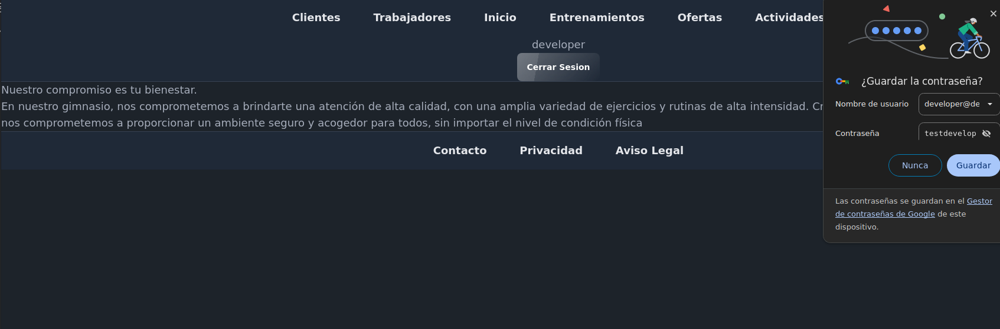 Clientes Trabajadores Inicio Entrenamientos Ofertas Actividades
developer
Cerrar Sesion
Nuestro compromiso es tu bienestar.
En nuestro gimnasio, nos comprometemos a brindarte una atención de alta calidad, con una amplia variedad de ejercicios y rutinas de alta intensidad. Cr
nos comprometemos a proporcionar un ambiente seguro y acogedor para todos, sin importar el nivel de condición física
Contacto Privacidad Aviso Legal
¿Guardar la contraseña?
Nombre de usuario developer@de
Contraseña testdevelop
Nunca Guardar
Las contraseñas se guardan en el Gestor
de contraseñas de Google de este
dispositivo.